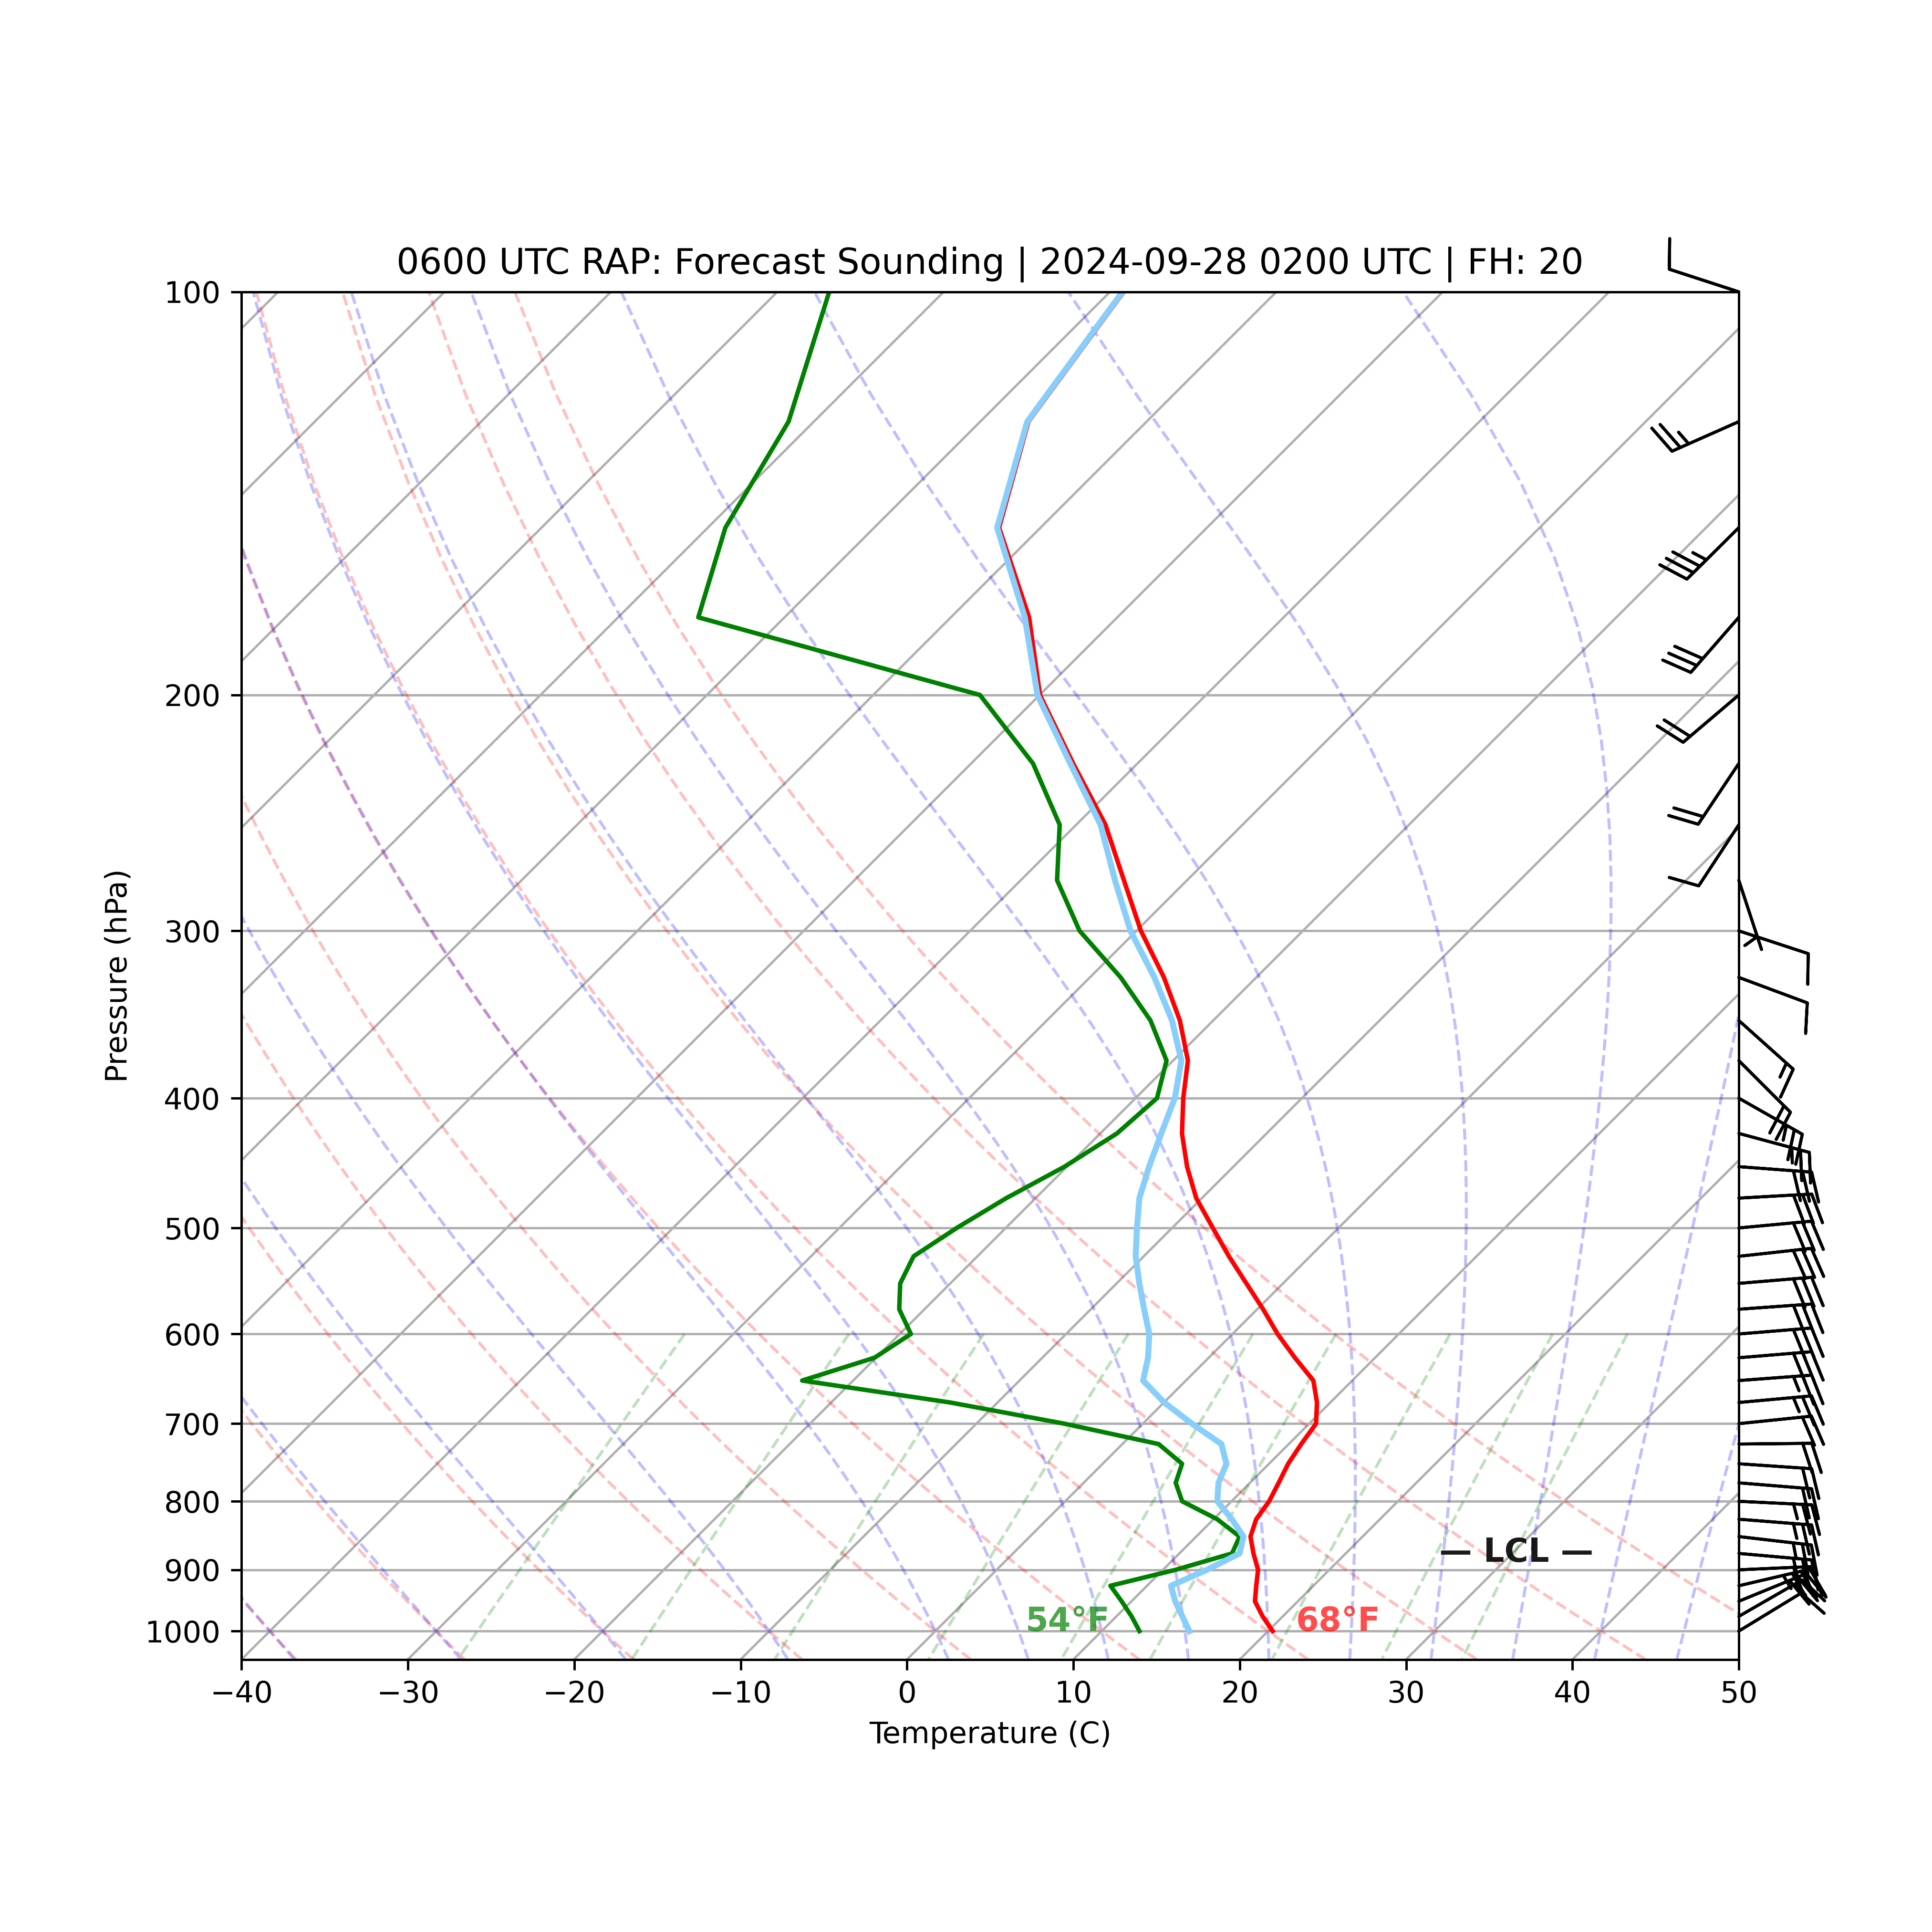 0600 UTC RAP: Forecast Sounding | 2024-09-28 0200 UTC | FH: 20
100
200
300
400
500
600
700
800
900
1000
Pressure (hPa)
— LCL —
54°F
68°F
−40 −30 −20 −10 0 10 20 30 40 50
Temperature (C)